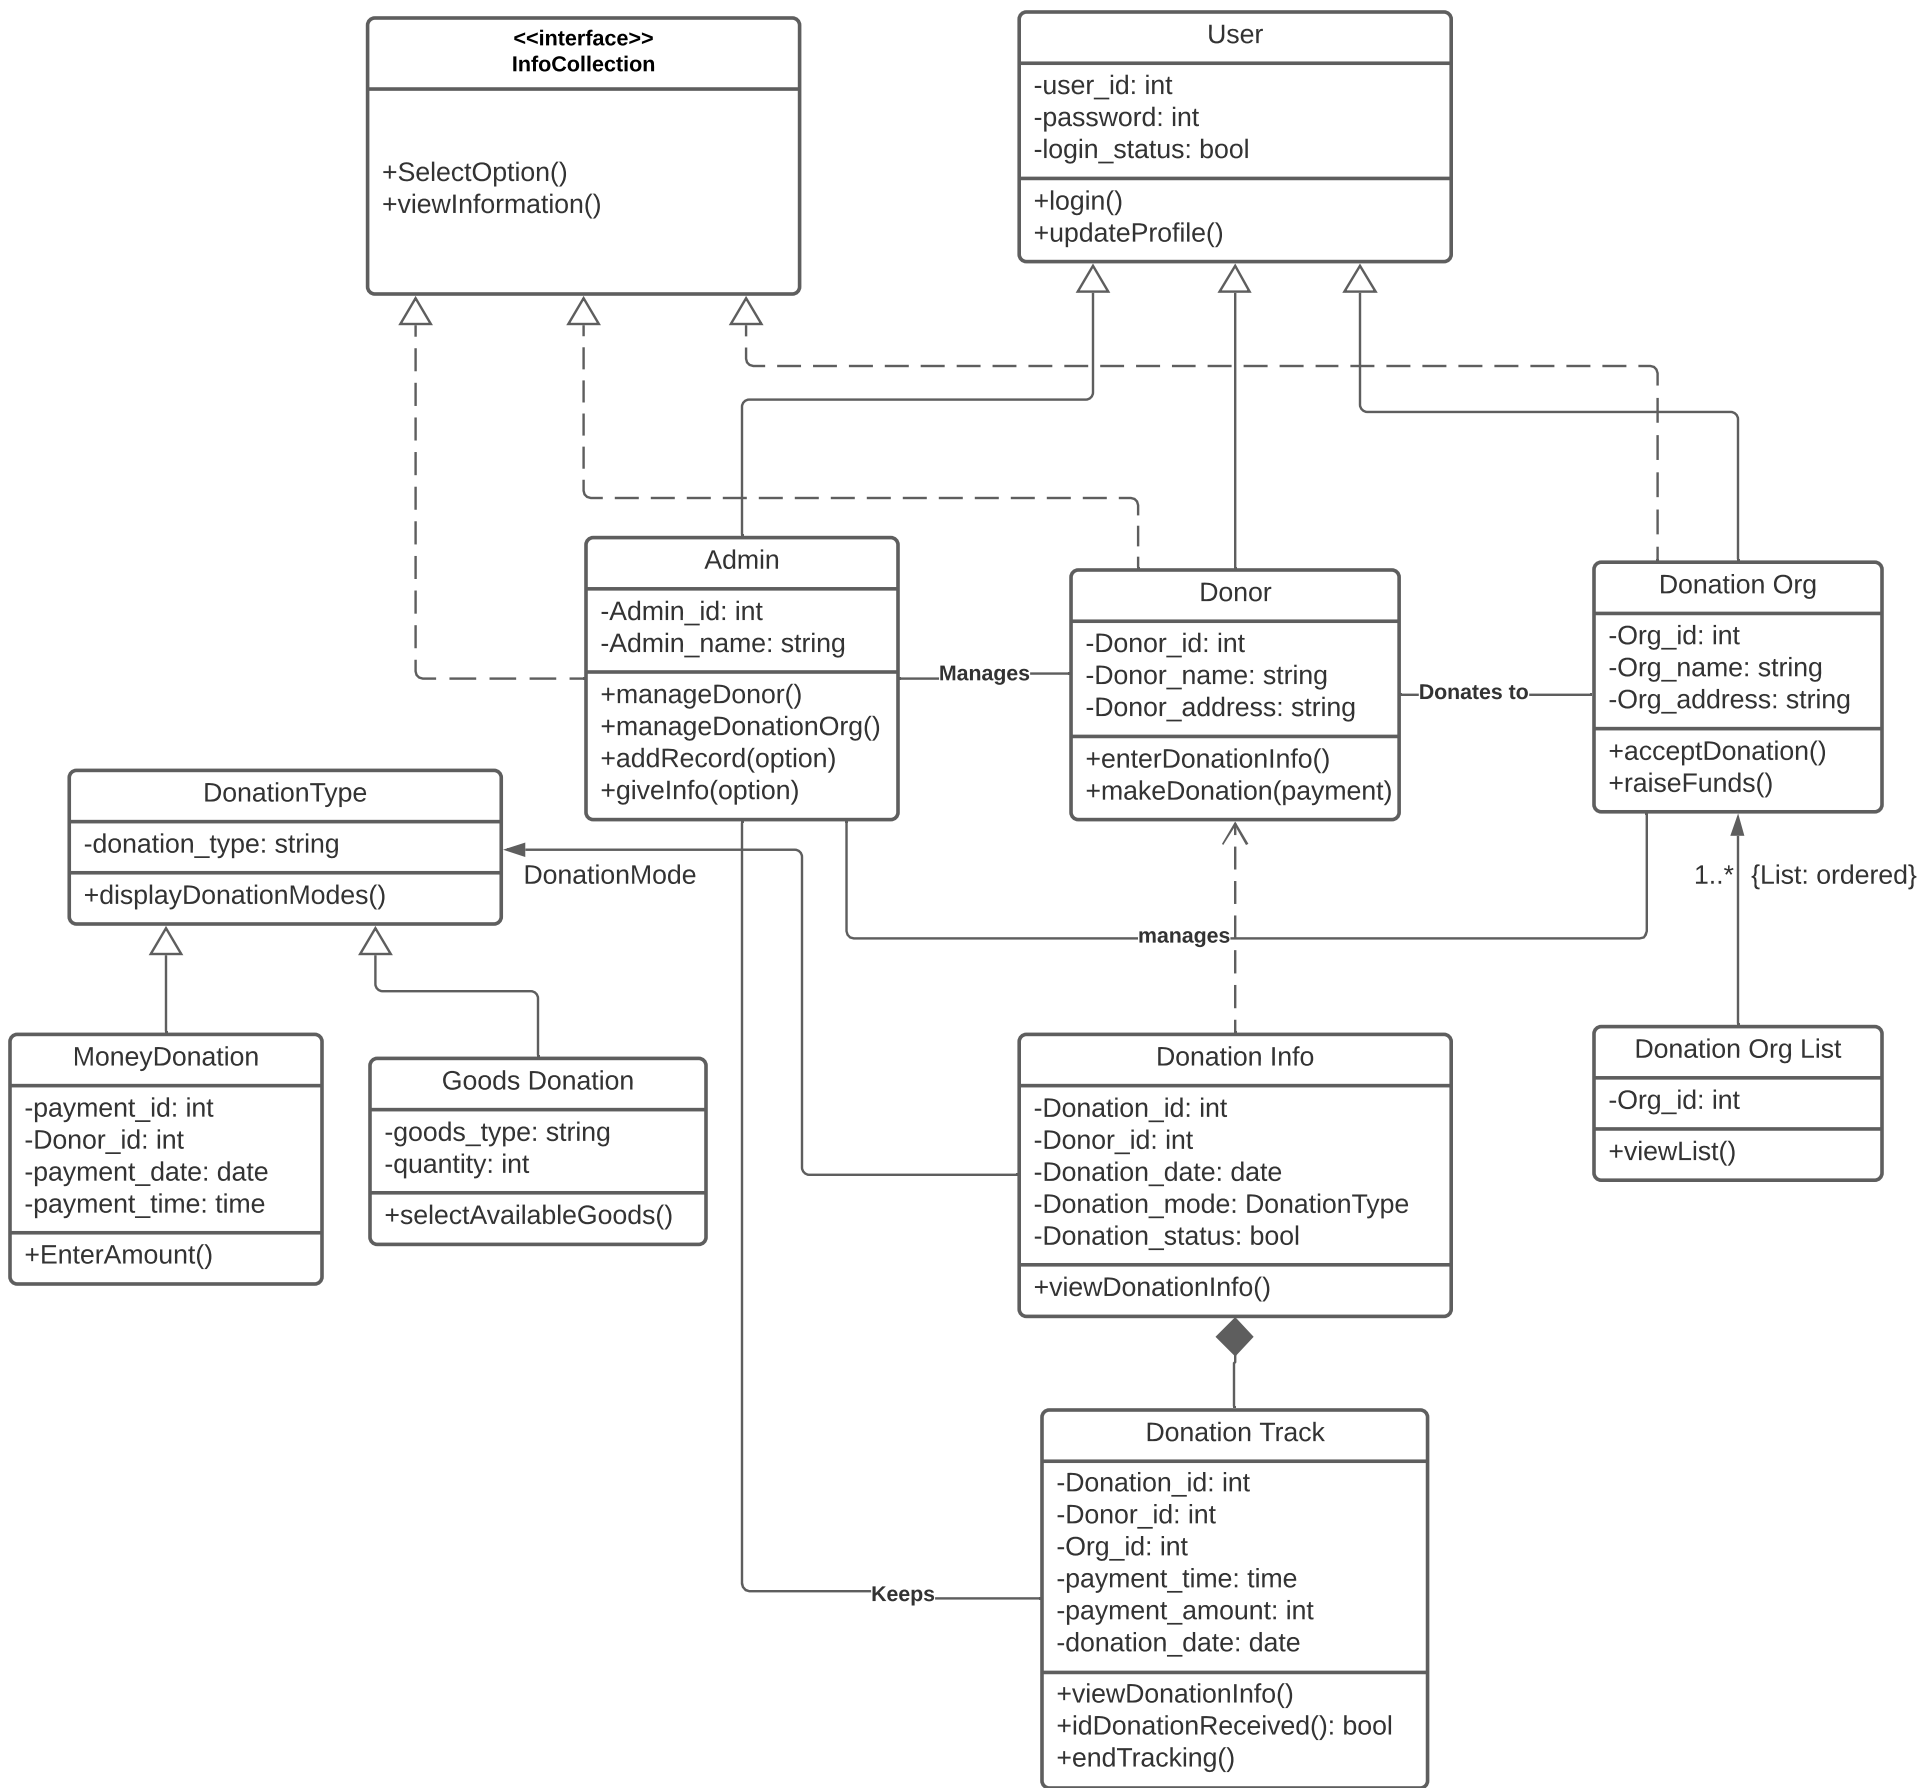 <<interface>>
InfoCollection
+SelectOption()
+viewInformation()
User
-user_id: int
-password: int
-login_status: bool
+login()
+updateProfile()
Admin
-Admin_id: int
-Admin_name: string
+manageDonor()
+manageDonationOrg()
+addRecord(option)
+giveInfo(option)
Manages
Donor
-Donor_id: int
-Donor_name: string
-Donor_address: string
+enterDonationInfo()
+makeDonation(payment)
Donates to
Donation Org
-Org_id: int
-Org_name: string
-Org_address: string
+acceptDonation()
+raiseFunds()
DonationType
-donation_type: string
+displayDonationModes()
DonationMode
1..* {List: ordered}
manages
MoneyDonation
-payment_id: int
-Donor_id: int
-payment_date: date
-payment_time: time
+EnterAmount()
Goods Donation
-goods_type: string
-quantity: int
+selectAvailableGoods()
Donation Info
-Donation_id: int
-Donor_id: int
-Donation_date: date
-Donation_mode: DonationType
-Donation_status: bool
+viewDonationInfo()
Donation Org List
-Org_id: int
+viewList()
Keeps
Donation Track
-Donation_id: int
-Donor_id: int
-Org_id: int
-payment_time: time
-payment_amount: int
-donation_date: date
+viewDonationInfo()
+idDonationReceived(): bool
+endTracking()